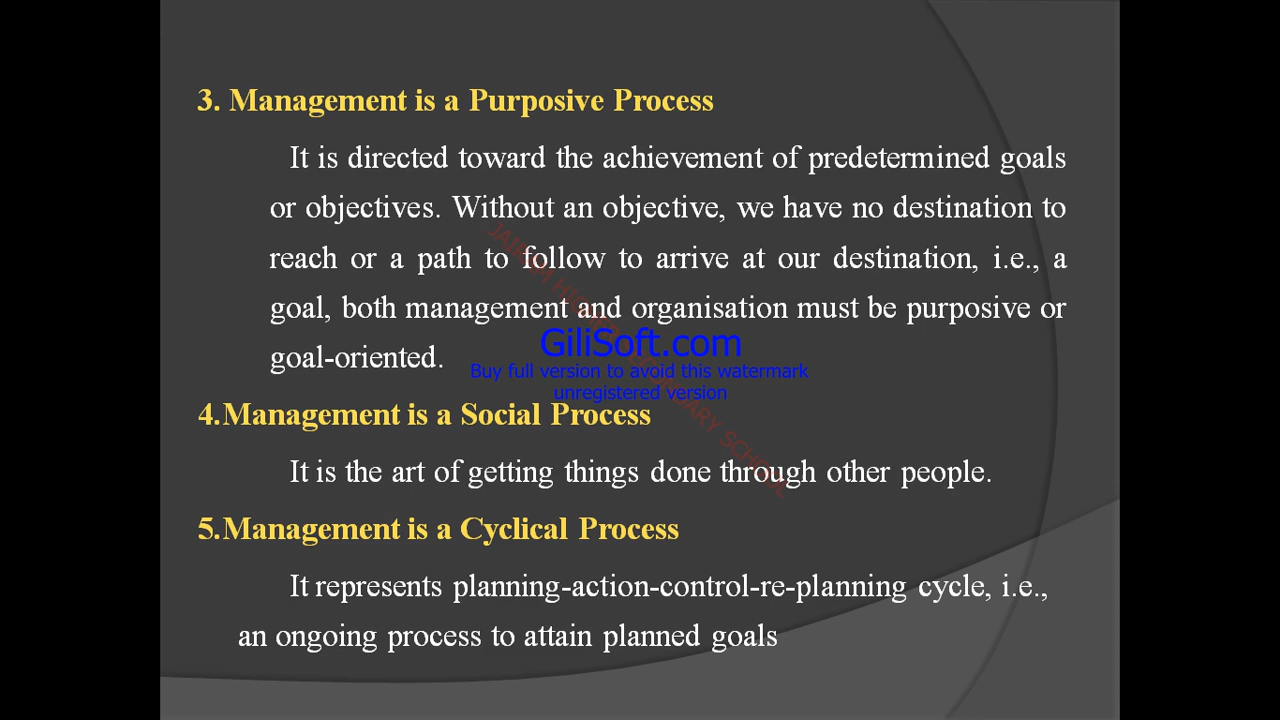 3. Management is a Purposive Process
It is directed toward the achievement of predetermined goals
or objectives. Without an objective, we have no destination to
reach or a path to follow to arrive at our destination, i.e., a
goal, both management and organisation must be purposive or
goal-oriented.
GiliSoft.com
Buy full version to avoid this watermark
unregistered version
4.Management is a Social Process
It is the art of getting things done through other people.
5.Management is a Cyclical Process
It represents planning-action-control-re-planning cycle, i.e.,
an ongoing process to attain planned goals
SCHOOL